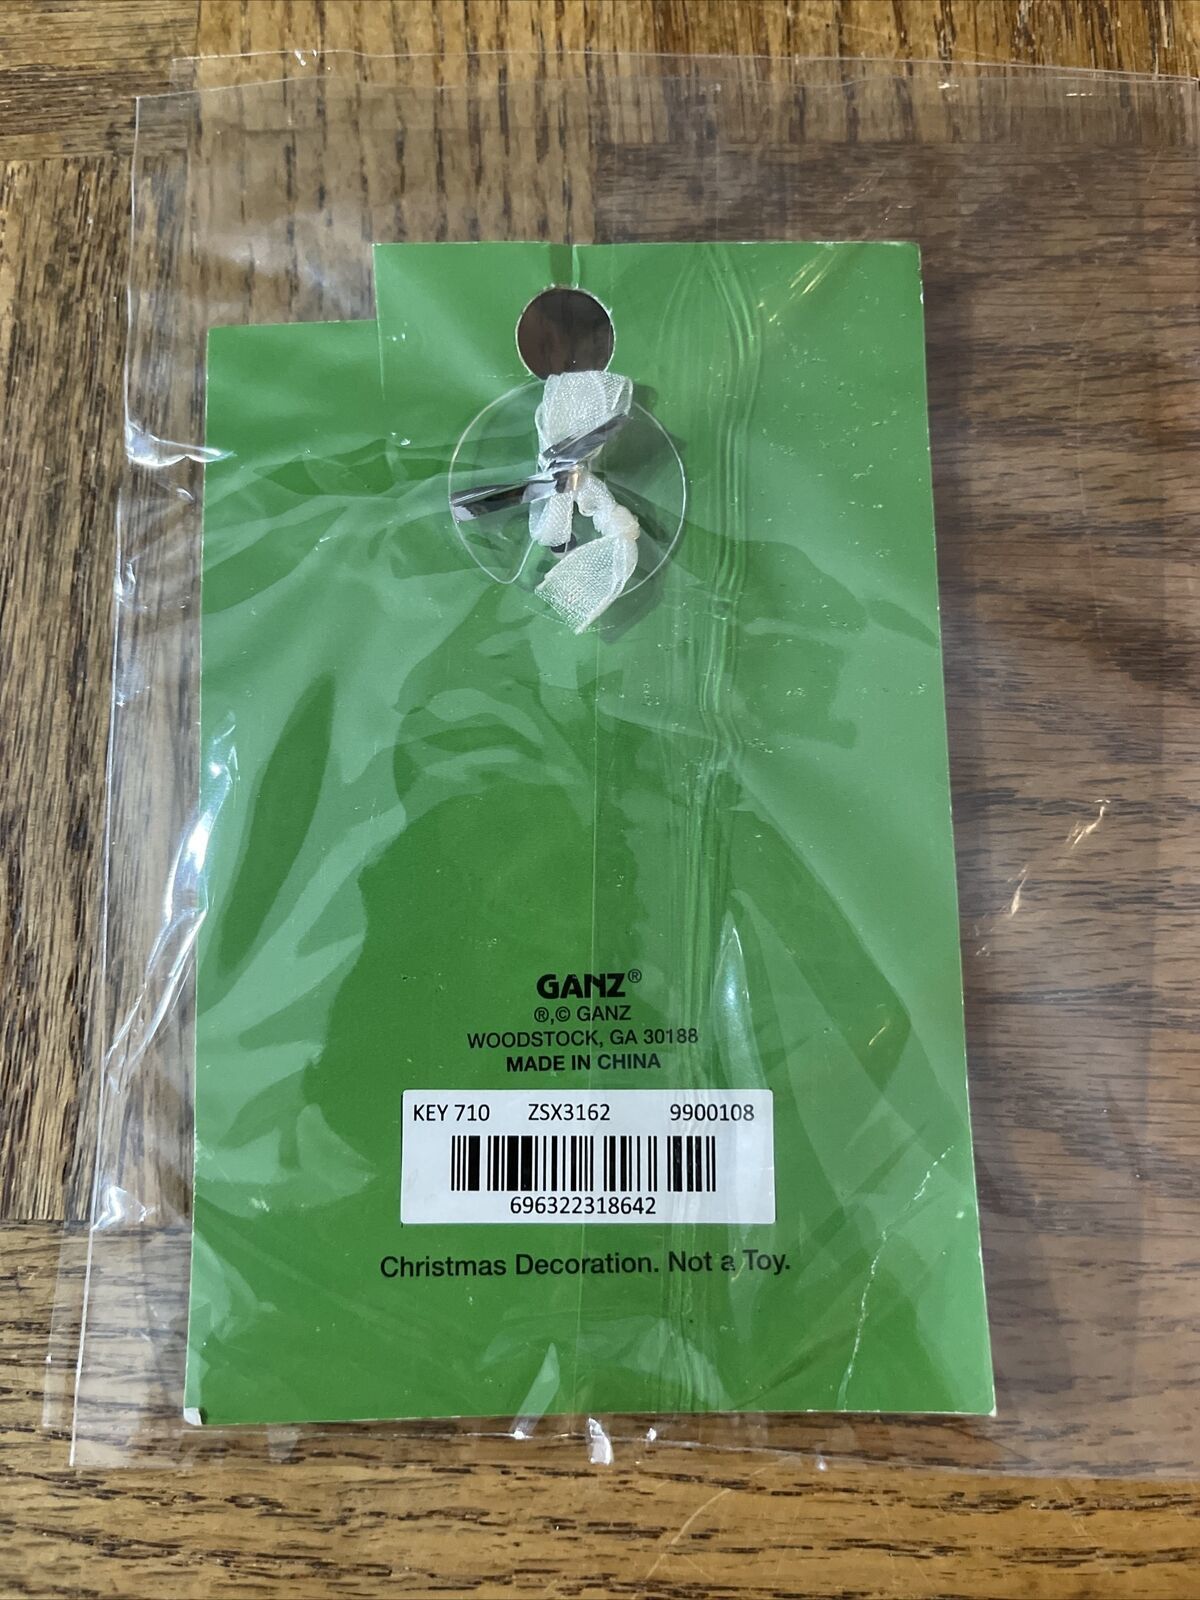 GANZ®
®,© GANZ
WOODSTOCK, GA 30188
MADE IN CHINA
KEY 710 ZSX3162 9900108
696322318642
Christmas Decoration. Not a Toy.